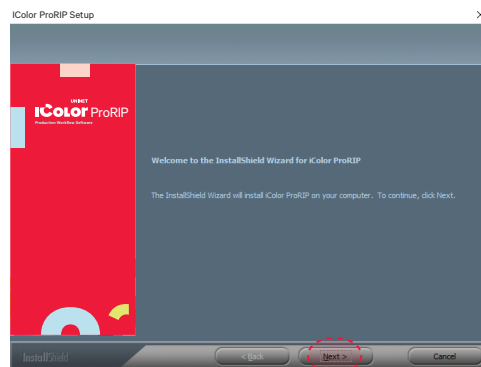 IColor ProRIP Setup
UNINET
IColor ProRIP
Production Workflow Software
Welcome to the InstallShield Wizard for iColor ProRIP
The InstallShield Wizard will install iColor ProRIP on your computer. To continue, click Next.
InstallShield
< Back
Next >
Cancel